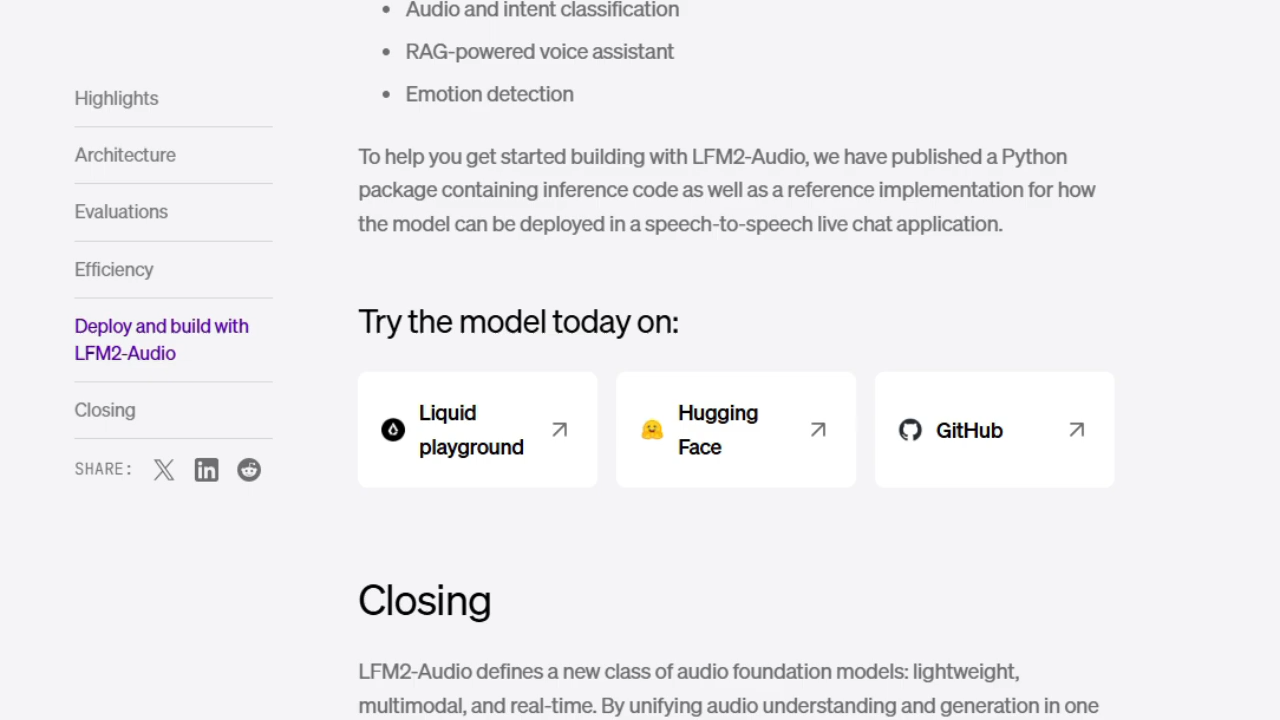 Audio and intent classification
RAG-powered voice assistant
Emotion detection
Highlights
Architecture
Evaluations
Efficiency
Deploy and build with
LFM2-Audio
Closing
SHARE:
To help you get started building with LFM2-Audio, we have published a Python
package containing inference code as well as a reference implementation for how
the model can be deployed in a speech-to-speech live chat application.
Try the model today on:
Liquid
playground
Hugging
Face
GitHub
Closing
LFM2-Audio defines a new class of audio foundation models: lightweight,
multimodal, and real-time. By unifying audio understanding and generation in one